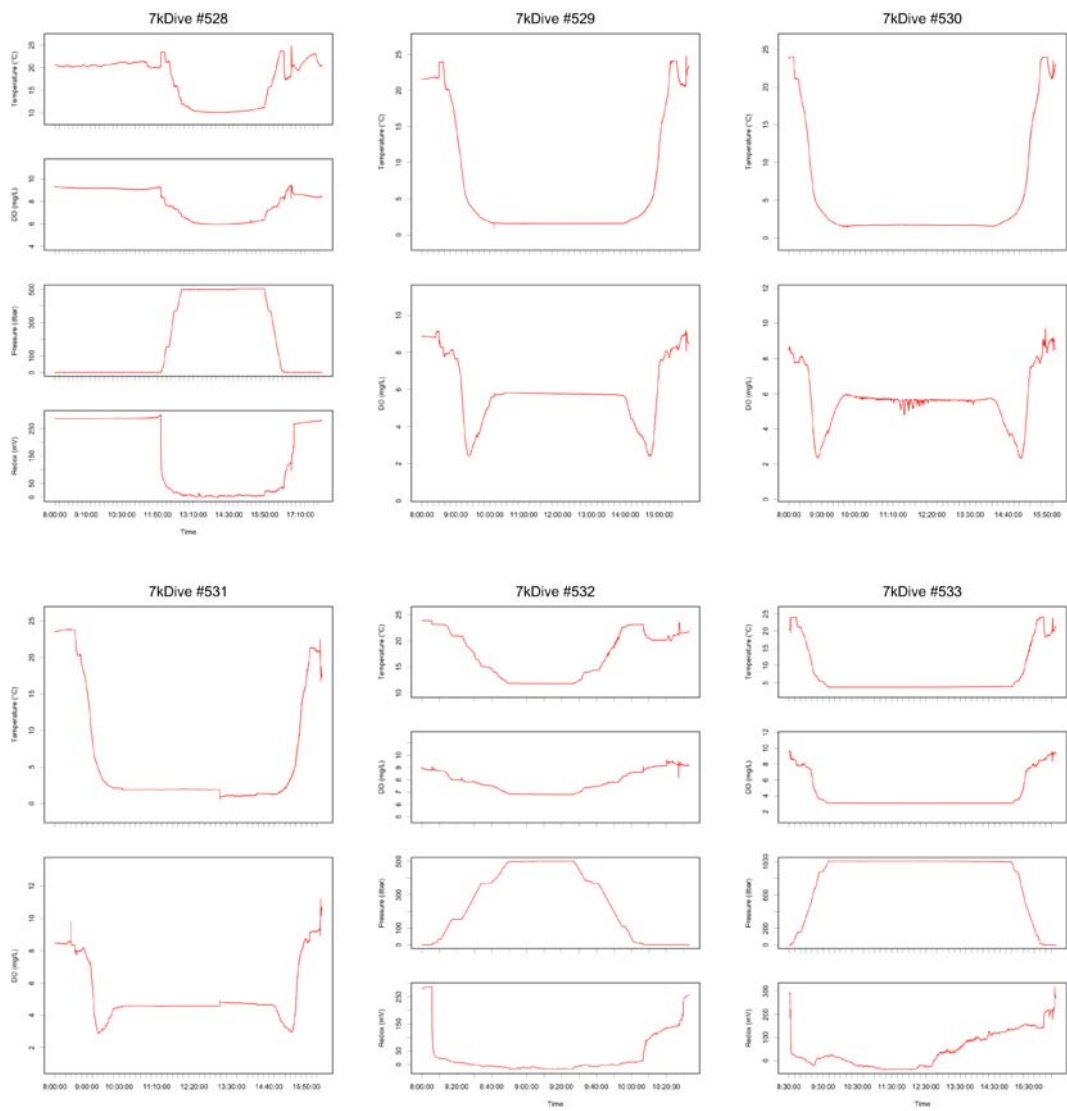 7kDive #528
Temperature (°C)
10 15 20 25
DO (mg/L)
4 6 8 10
Pressure (dbar)
0 100 300 500
Redox (mV)
0 50 150 250
8:00:00 9:10:00 10:30:00 11:50:00 13:10:00 14:30:00 15:50:00 17:10:00
Time
7kDive #529
Temperature (°C)
0 5 10 15 20 25
DO (mg/L)
0 2 4 6 8 10
8:00:00 9:00:00 10:00:00 11:00:00 12:00:00 13:00:00 14:00:00 15:00:00
7kDive #530
Temperature (°C)
0 5 10 15 20 25
DO (mg/L)
0 2 4 6 8 10 12
8:00:00 9:00:00 10:00:00 11:10:00 12:20:00 13:30:00 14:40:00 15:50:00
7kDive #531
Temperature (°C)
0 5 10 15 20 25
DO (mg/L)
2 4 6 8 10 12
8:00:00 9:00:00 10:00:00 11:10:00 12:20:00 13:30:00 14:40:00 15:50:00
7kDive #532
Temperature (°C)
10 15 20 25
DO (mg/L)
5 6 7 8 9 10
Pressure (dbar)
0 100 300 500
Redox (mV)
0 50 150 250
8:00:00 8:20:00 8:40:00 9:00:00 9:20:00 9:40:00 10:00:00 10:20:00
Time
7kDive #533
Temperature (°C)
5 10 15 20 25
DO (mg/L)
2 4 6 8 10 12
Pressure (dbar)
0 200 600 1000
Redox (mV)
0 100 200 300
8:30:00 9:30:00 10:30:00 11:30:00 12:30:00 13:30:00 14:30:00 15:30:00
Time